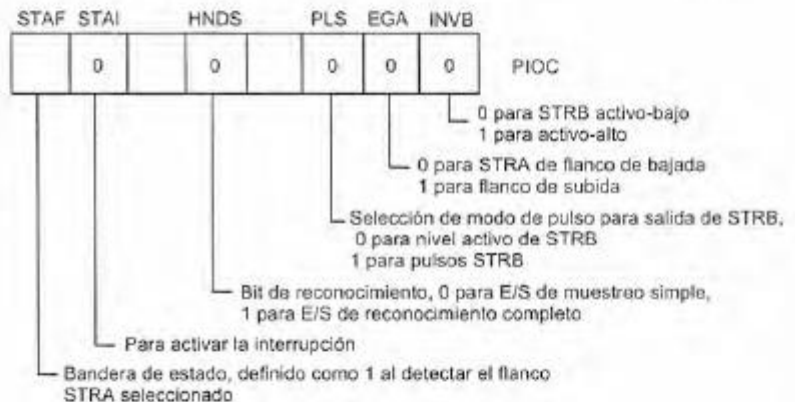 STAF STAI HNDS PLS EGA INVB
0 0 0 0 0 PIOC
0 para STRB activo-bajo
1 para activo-alto
0 para STRA de flanco de bajada
1 para flanco de subida
Selección de modo de pulso para salida de STRB,
0 para nivel activo de STRB
1 para pulsos STRB
Bit de reconocimiento, 0 para E/S de muestreo simple,
1 para E/S de reconocimiento completo
Para activar la interrupción
Bandera de estado, definido como 1 al detectar el flanco
STRA seleccionado